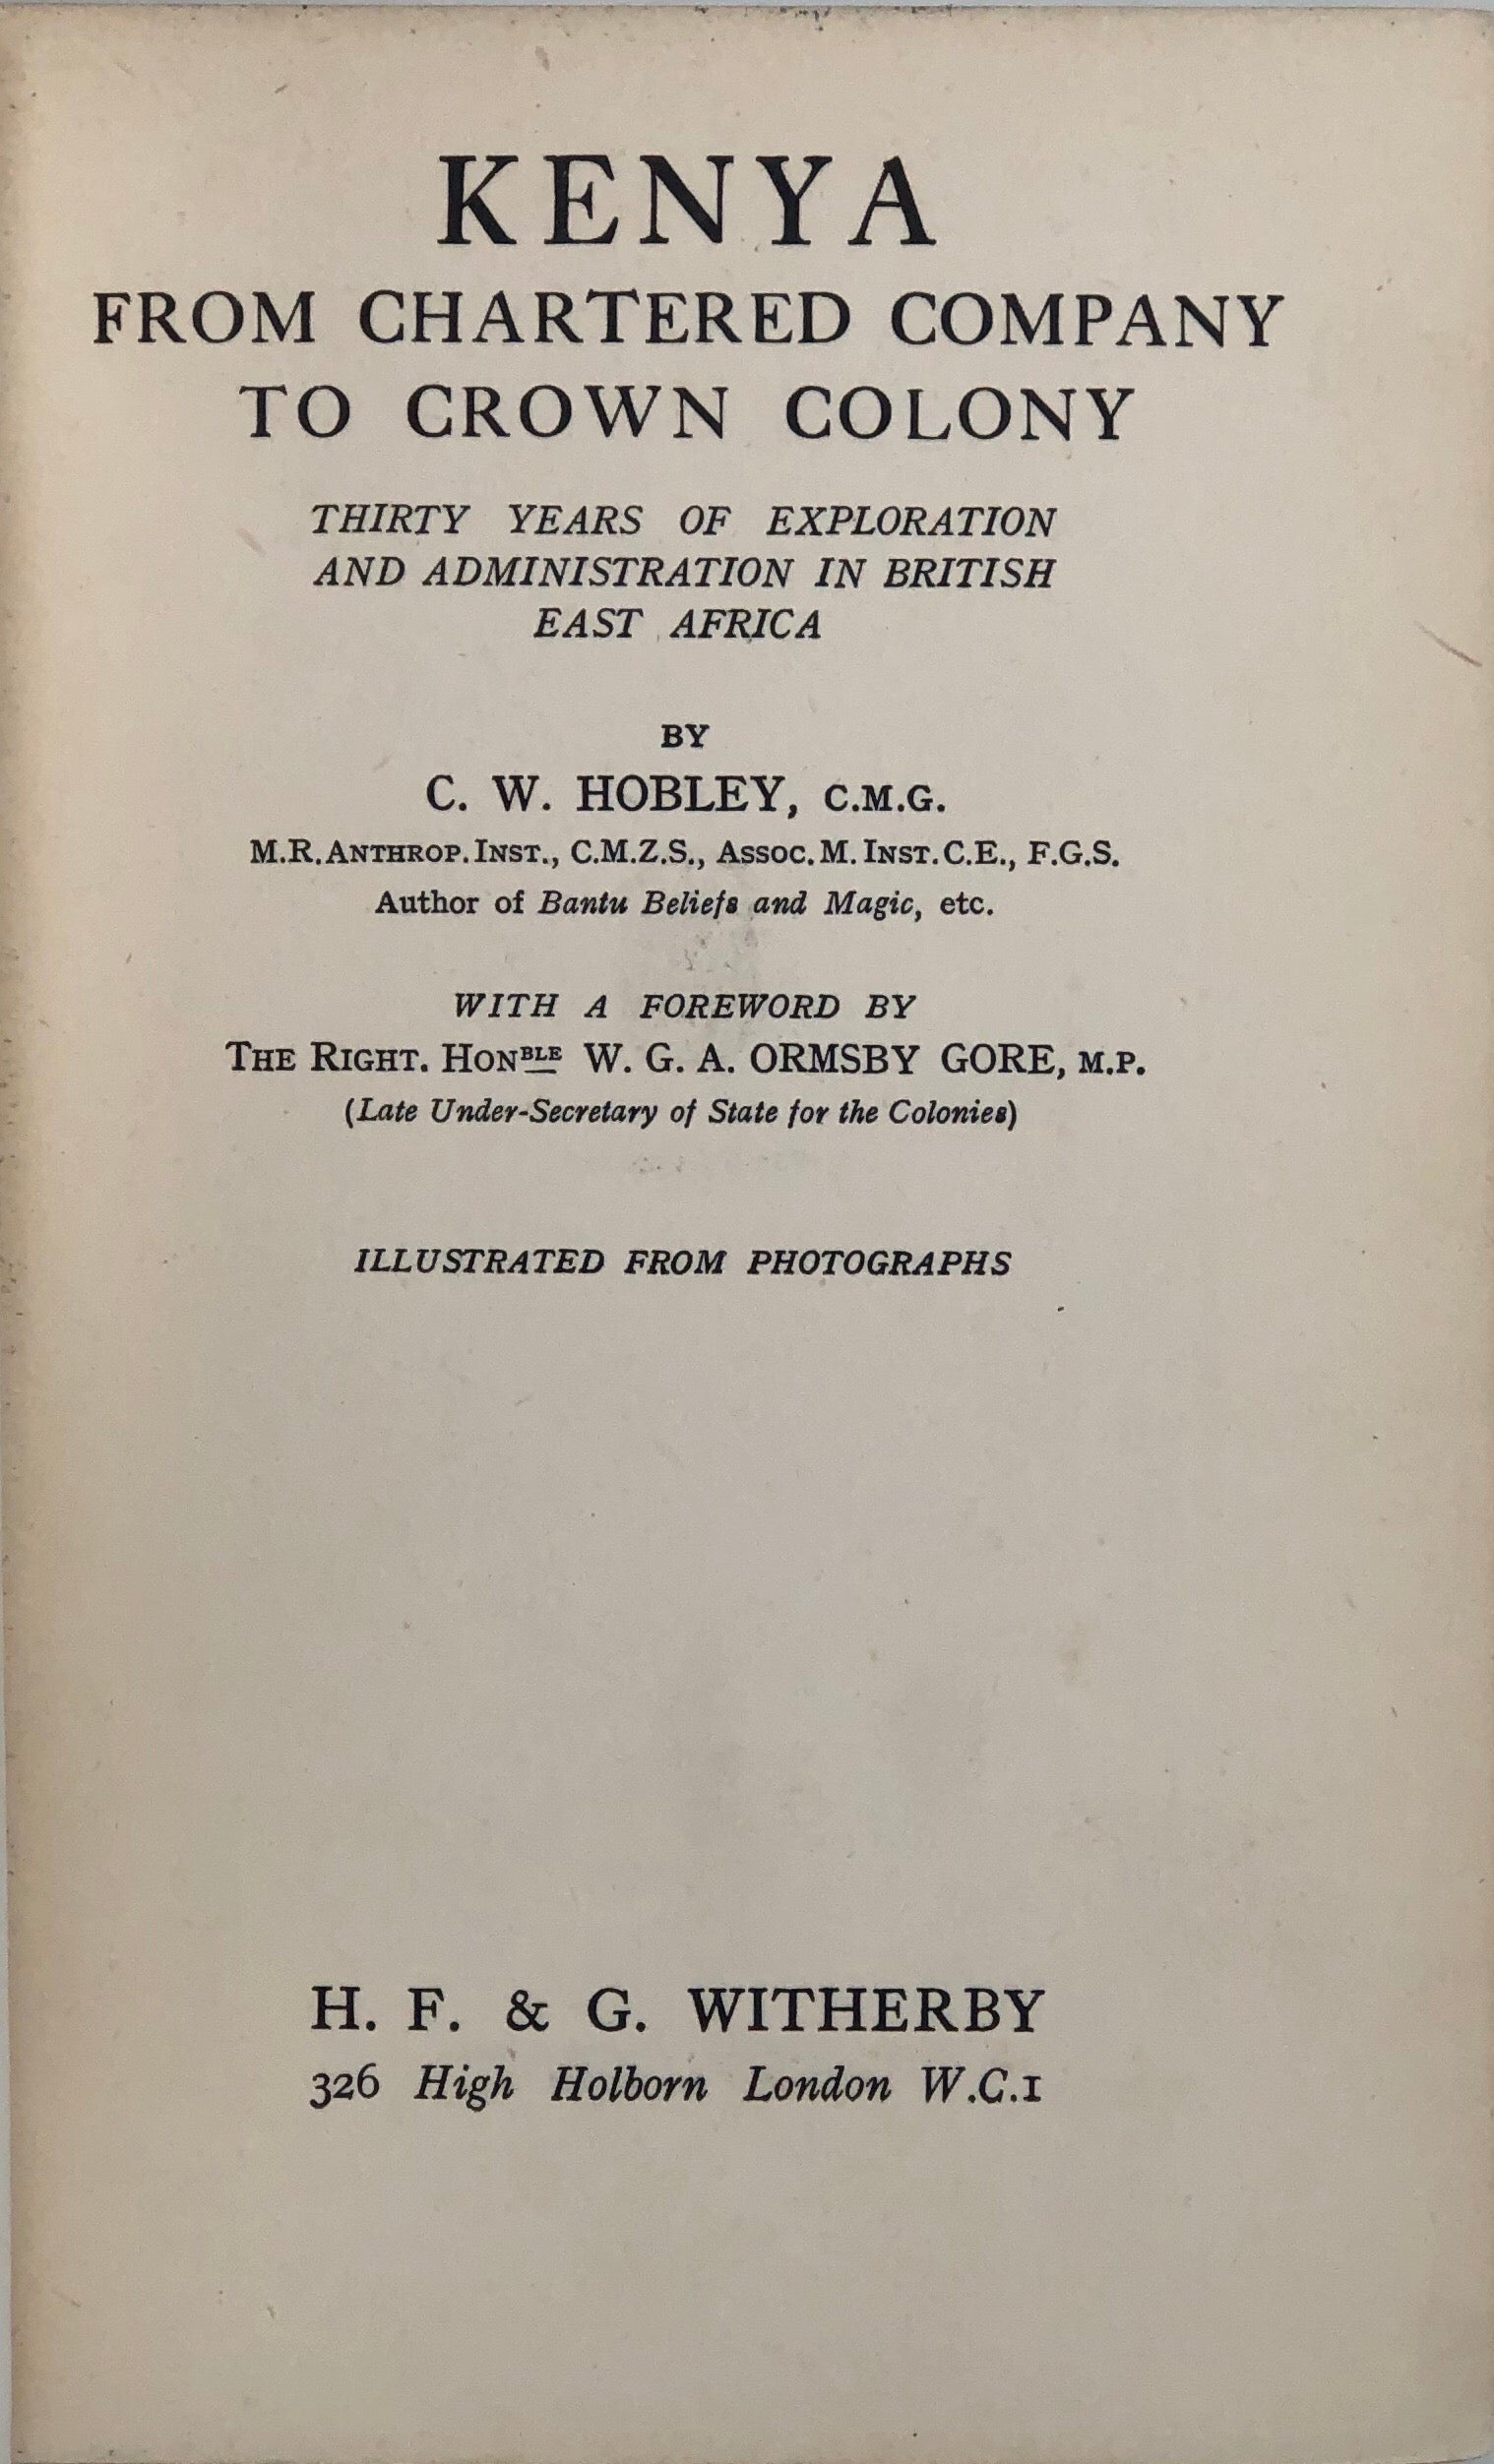 KENYA
FROM CHARTERED COMPANY
TO CROWN COLONY
THIRTY YEARS OF EXPLORATION
AND ADMINISTRATION IN BRITISH
EAST AFRICA
BY
C. W. HOBLEY, C.M.G.
M.R.ANTHROP.INST., C.M.Z.S., ASSOC.M.INST.C.E., F.G.S.
Author of Bantu Beliefs and Magic, etc.
WITH A FOREWORD BY
THE RIGHT. HONBLE W. G. A. ORMSBY GORE, M.P.
(Late Under-Secretary of State for the Colonies)
ILLUSTRATED FROM PHOTOGRAPHS
H. F. & G. WITHERBY
326 High Holborn London W.C.1